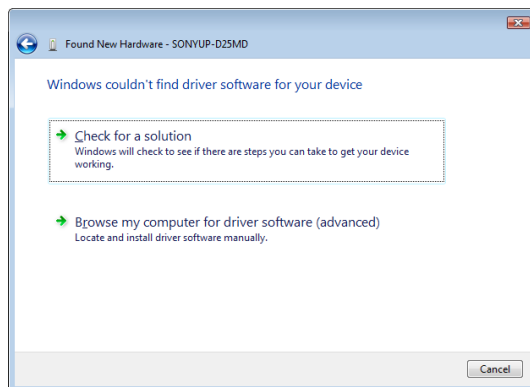 Found New Hardware - SONYUP-D25MD
Windows couldn't find driver software for your device
Check for a solution
Windows will check to see if there are steps you can take to get your device
working.
Browse my computer for driver software (advanced)
Locate and install driver software manually.
Cancel